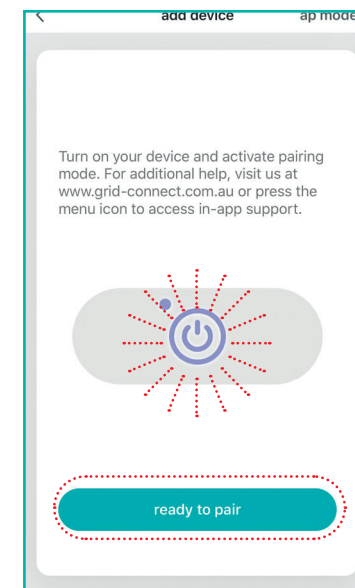 add device ap mode
Turn on your device and activate pairing
mode. For additional help, visit us at
www.grid-connect.com.au or press the
menu icon to access in-app support.
ready to pair